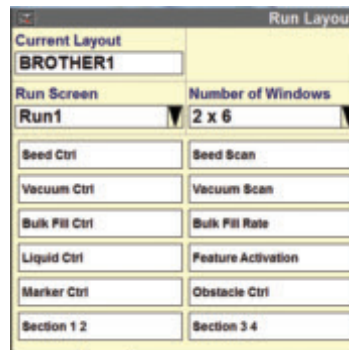 Run Layou
Current Layout
BROTHER1
Run Screen Number of Windows
Run1 2 x 6
Seed Ctrl Seed Scan
Vacuum Ctrl Vacuum Scan
Bulk Fill Ctrl Bulk Fill Rate
Liquid Ctrl Feature Activation
Marker Ctrl Obstacle Ctrl
Section 1 2 Section 3 4